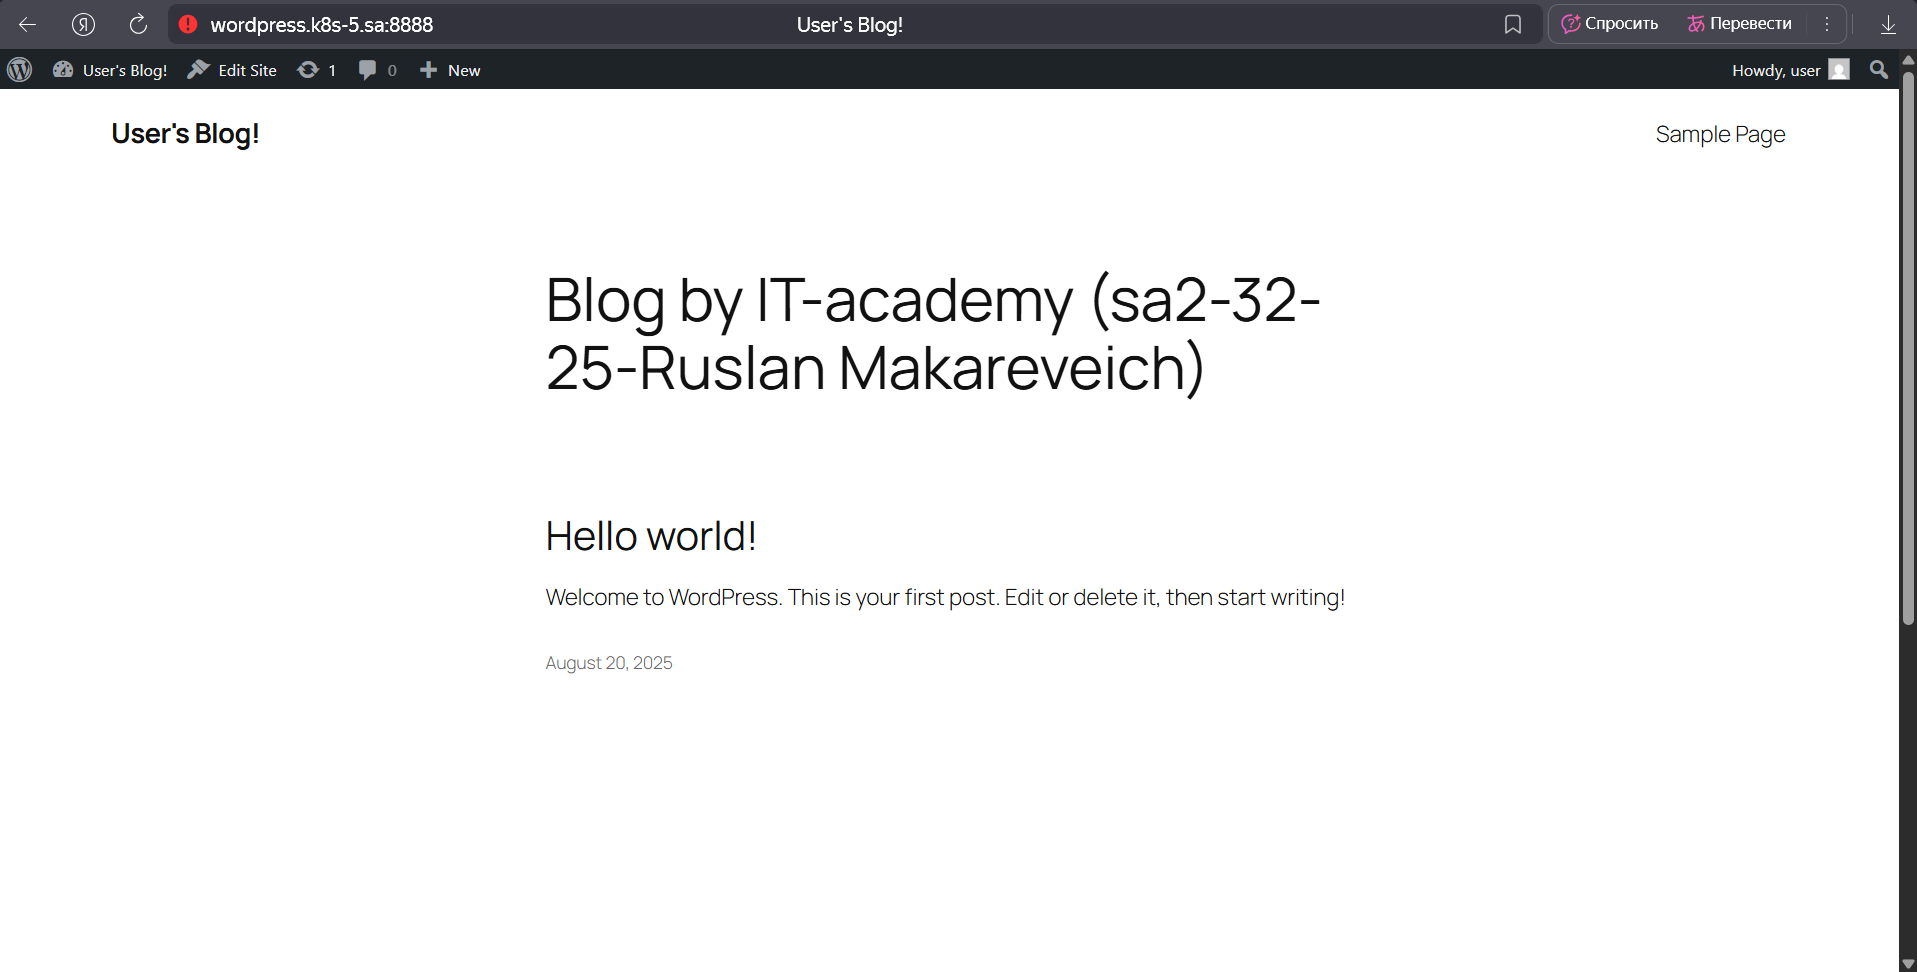 wordpress.k8s-5.sa:8888 User's Blog! Спросить Перевести
User's Blog! Edit Site 1 0 New Howdy, user
User's Blog! Sample Page
Blog by IT-academy (sa2-32-
25-Ruslan Makareveich)
Hello world!
Welcome to WordPress. This is your first post. Edit or delete it, then start writing!
August 20, 2025